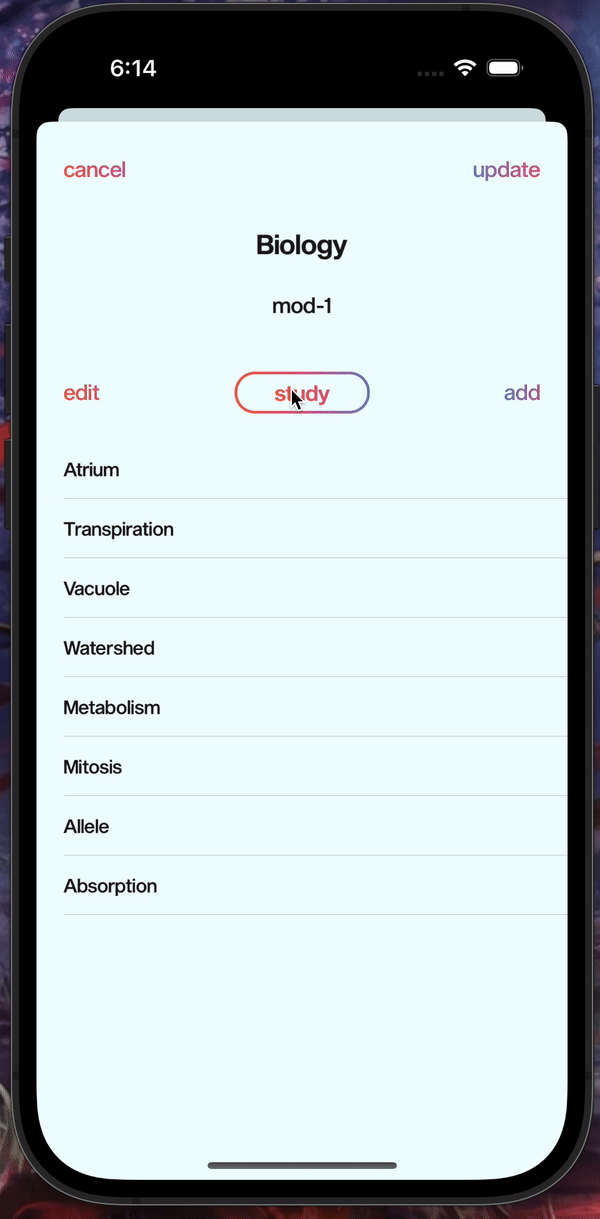 6:14
cancel
update
Biology
mod-1
edit
study
add
Atrium
Transpiration
Vacuole
Watershed
Metabolism
Mitosis
Allele
Absorption